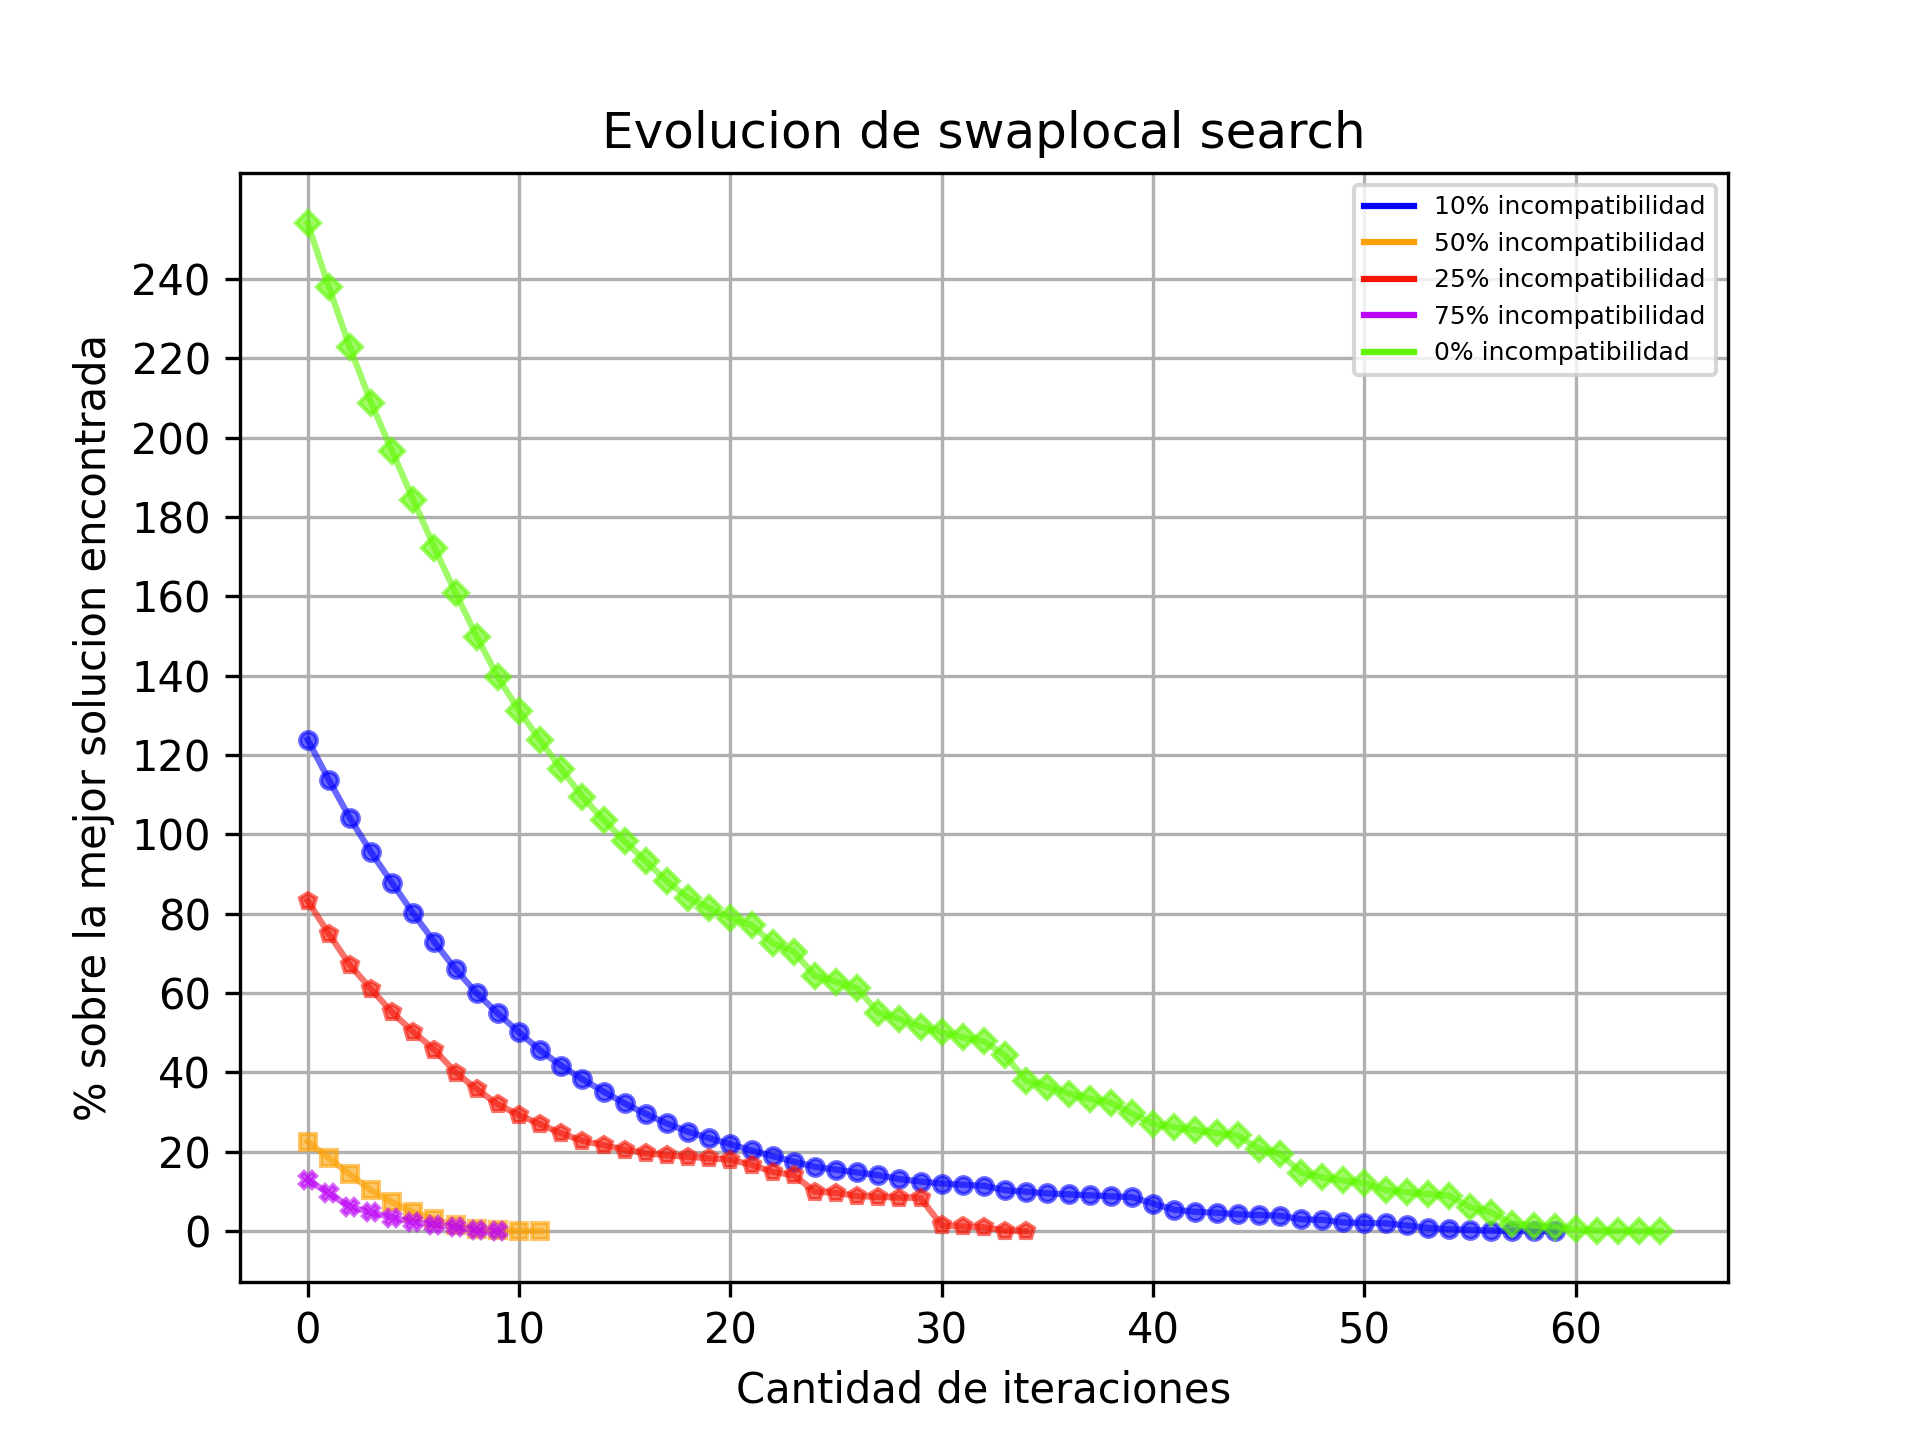 Evolucion de swaplocal search
10% incompatibilidad
50% incompatibilidad
25% incompatibilidad
75% incompatibilidad
0% incompatibilidad
% sobre la mejor solucion encontrada
240
220
200
180
160
140
120
100
80
60
40
20
0
0 10 20 30 40 50 60
Cantidad de iteraciones